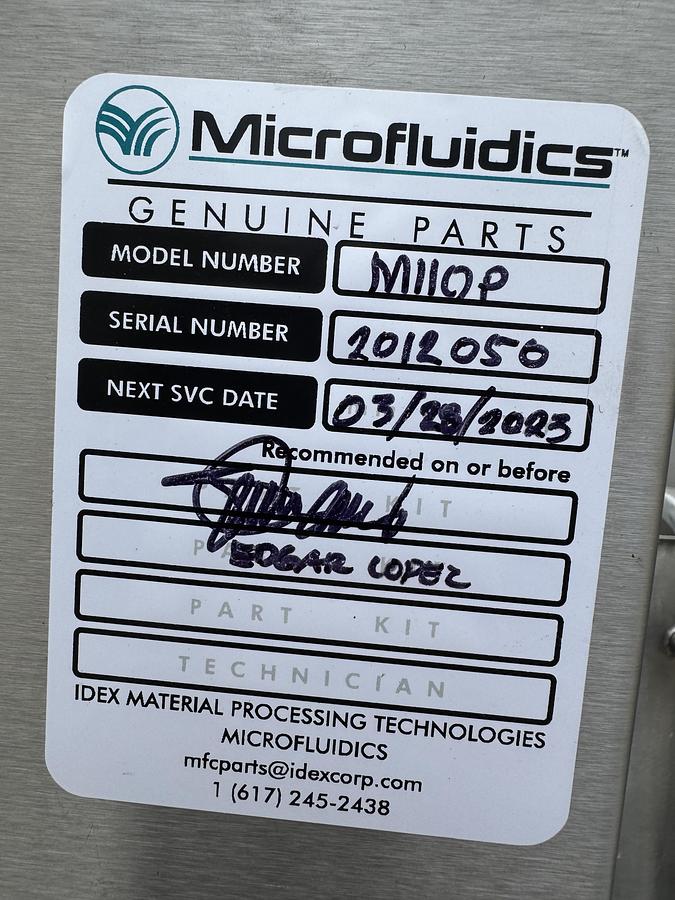 Microfluidics™
GENUINE PARTS
MODEL NUMBER M110P
SERIAL NUMBER 2012050
NEXT SVC DATE 03/28/2023
Recommended on or before
KIT
EDGAR LOPEZ
PART KIT
TECHNICIAN
IDEX MATERIAL PROCESSING TECHNOLOGIES
MICROFLUIDICS
mfcparts@idexcorp.com
1 (617) 245-2438